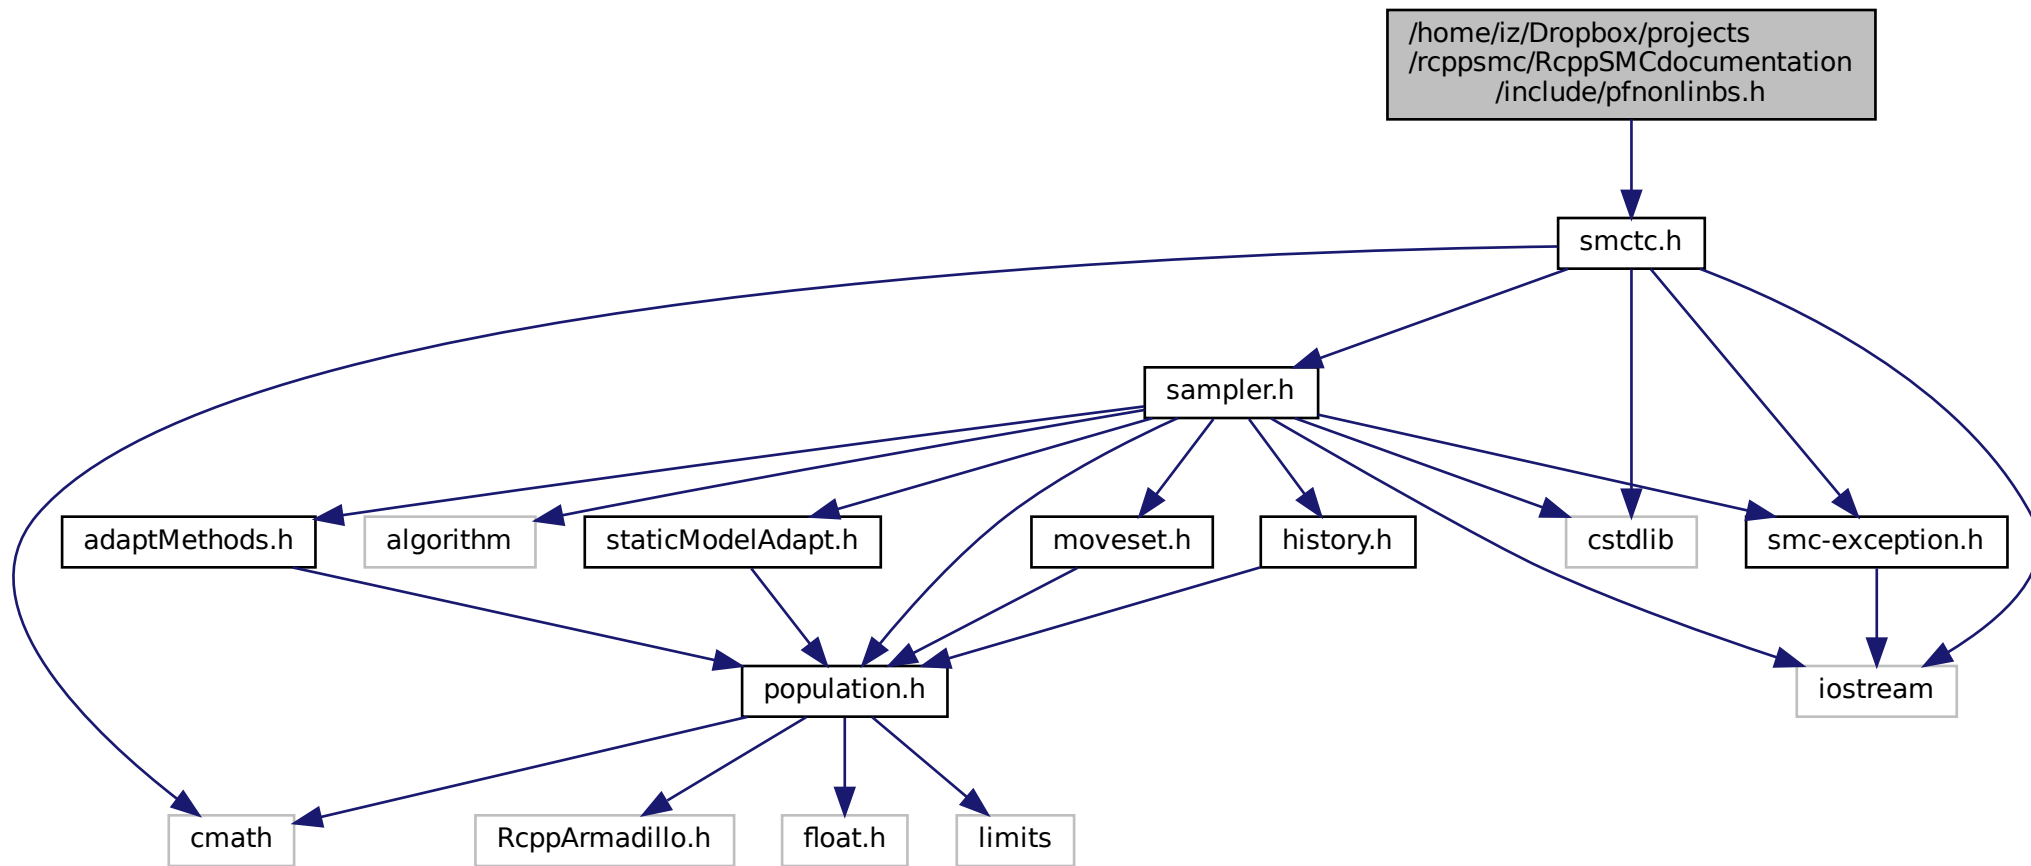 /home/iz/Dropbox/projects
/rcppsmc/RcppSMCdocumentation
/include/pfnonlinbs.h
smctc.h
sampler.h
adaptMethods.h
algorithm
staticModelAdapt.h
moveset.h
history.h
cstdlib
smc-exception.h
population.h
iostream
cmath
RcppArmadillo.h
float.h
limits